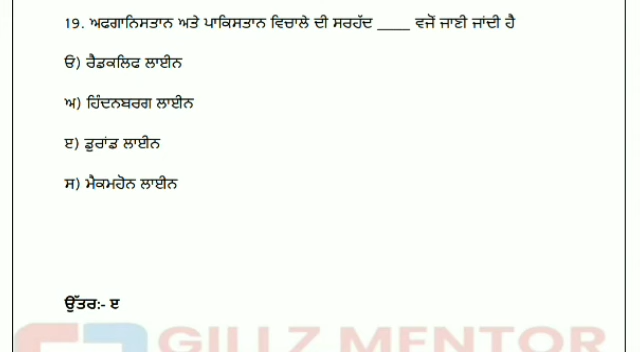 19. ਅਫਗਾਨਿਸਤਾਨ ਅਤੇ ਪਾਕਿਸਤਾਨ ਵਿਚਾਲੇ ਦੀ ਸਰਹੱਦ ____ ਵਜੋਂ ਜਾਣੀ ਜਾਂਦੀ ਹੈ
ੳ) ਰੈਡਕਲਿਫ ਲਾਈਨ
ਅ) ਹਿੰਦਨਬਰਗ ਲਾਈਨ
ੲ) ਡੁਰਾਂਡ ਲਾਈਨ
ਸ) ਮੈਕਮਹੋਨ ਲਾਈਨ
ਉੱਤਰ:- ੲ
GILLZ MENTOR